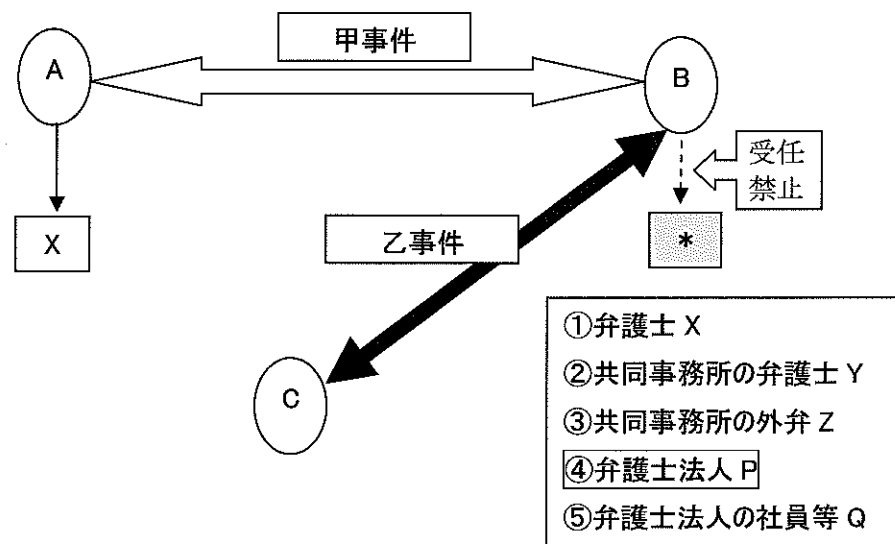 甲事件
A
B
受任
禁止
X
乙事件
*
C
①弁護士 X
②共同事務所の弁護士 Y
③共同事務所の外弁 Z
④弁護士法人 P
⑤弁護士法人の社員等 Q